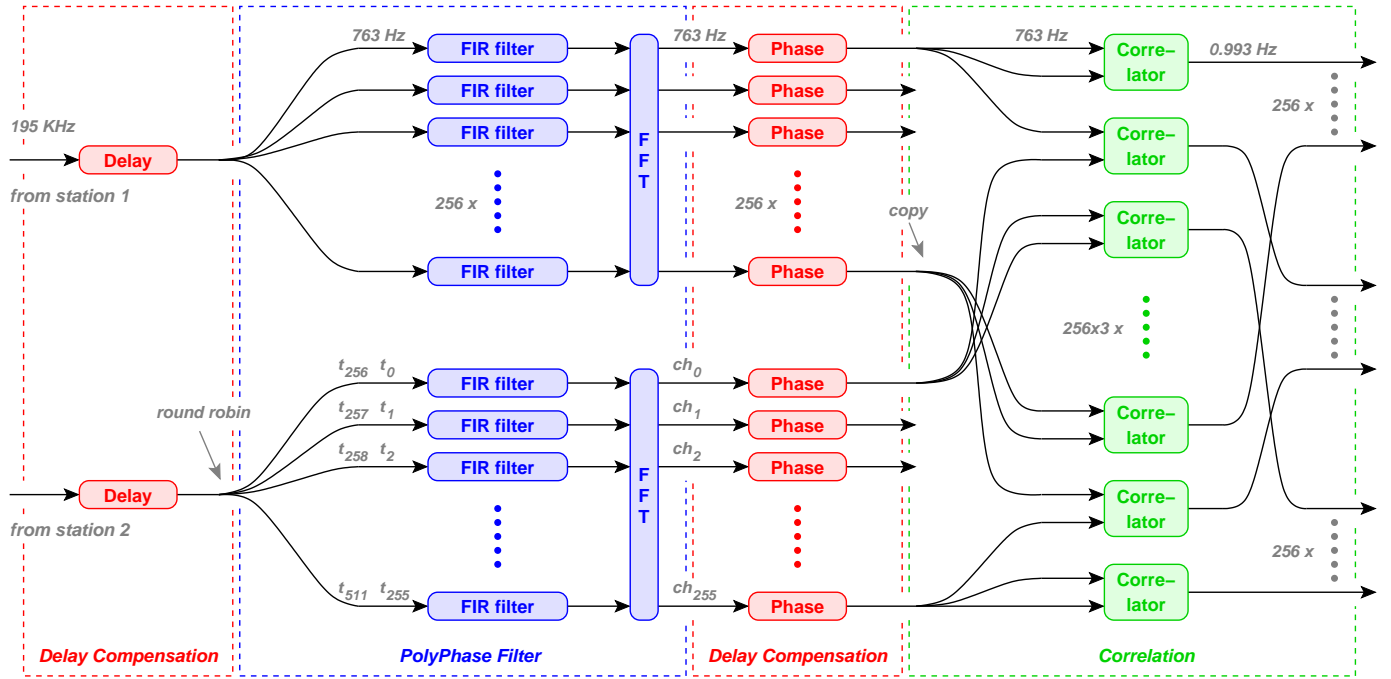 763 Hz FIR filter 763 Hz Phase 763 Hz Corre–
lator 0.993 Hz
FIR filter Phase 256 x
195 KHz FIR filter Phase Corre–
lator
Delay F
F
T
from station 1 256 x 256 x copy Corre–
lator
FIR filter Phase
256x3 x
t256 t0 FIR filter ch0 Phase
round robin t257 t1 FIR filter ch1 Phase Corre–
lator
t258 t2 FIR filter ch2 Phase
Delay F
F
T
Corre–
lator
from station 2 256 x
t511 t255 FIR filter ch255 Phase Corre–
lator
Delay Compensation PolyPhase Filter Delay Compensation Correlation